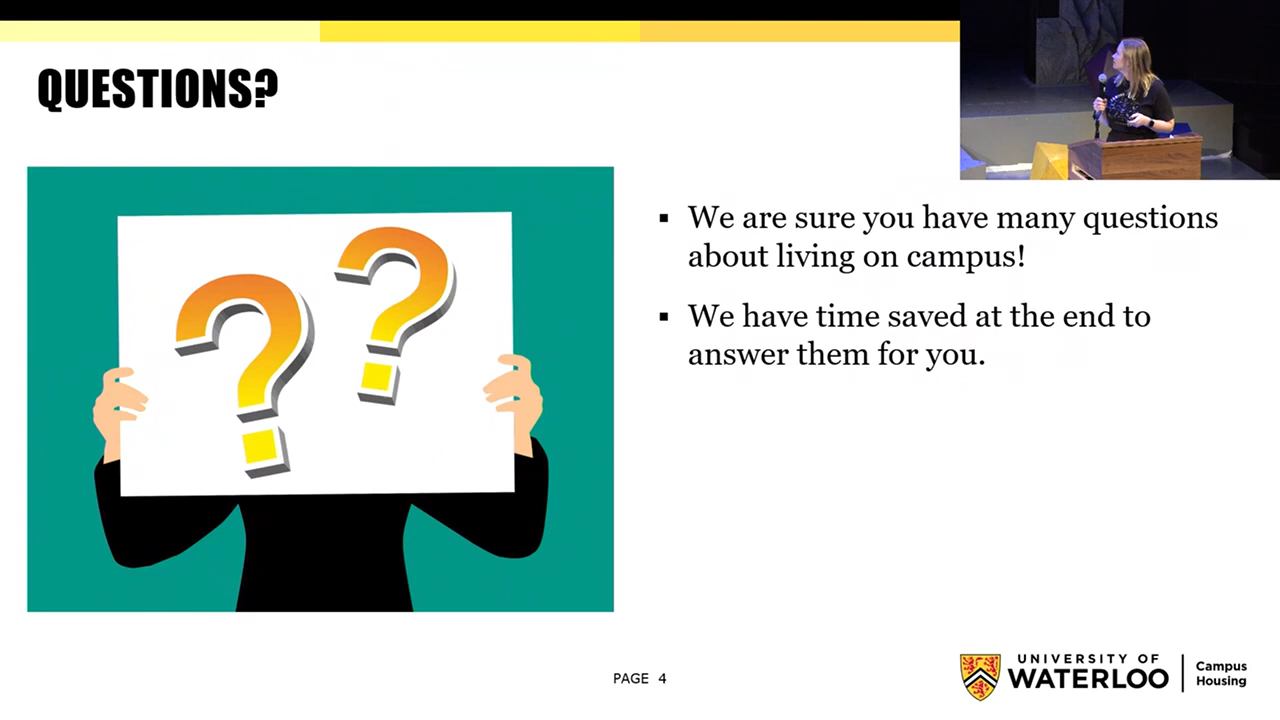 QUESTIONS?
▪ We are sure you have many questions
about living on campus!
▪ We have time saved at the end to
answer them for you.
PAGE 4
UNIVERSITY OF
WATERLOO
Campus
Housing